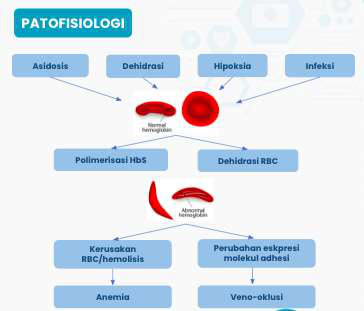 PATOFISIOLOGI
Asidosis
Dehidrasi
Hipoksia
Infeksi
Normal
hemoglobin
Polimerisasi HbS
Dehidrasi RBC
Abnormal
hemoglobin
Kerusakan
RBC/hemolisis
Perubahan eskpresi
molekul adhesi
Anemia
Veno-oklusi